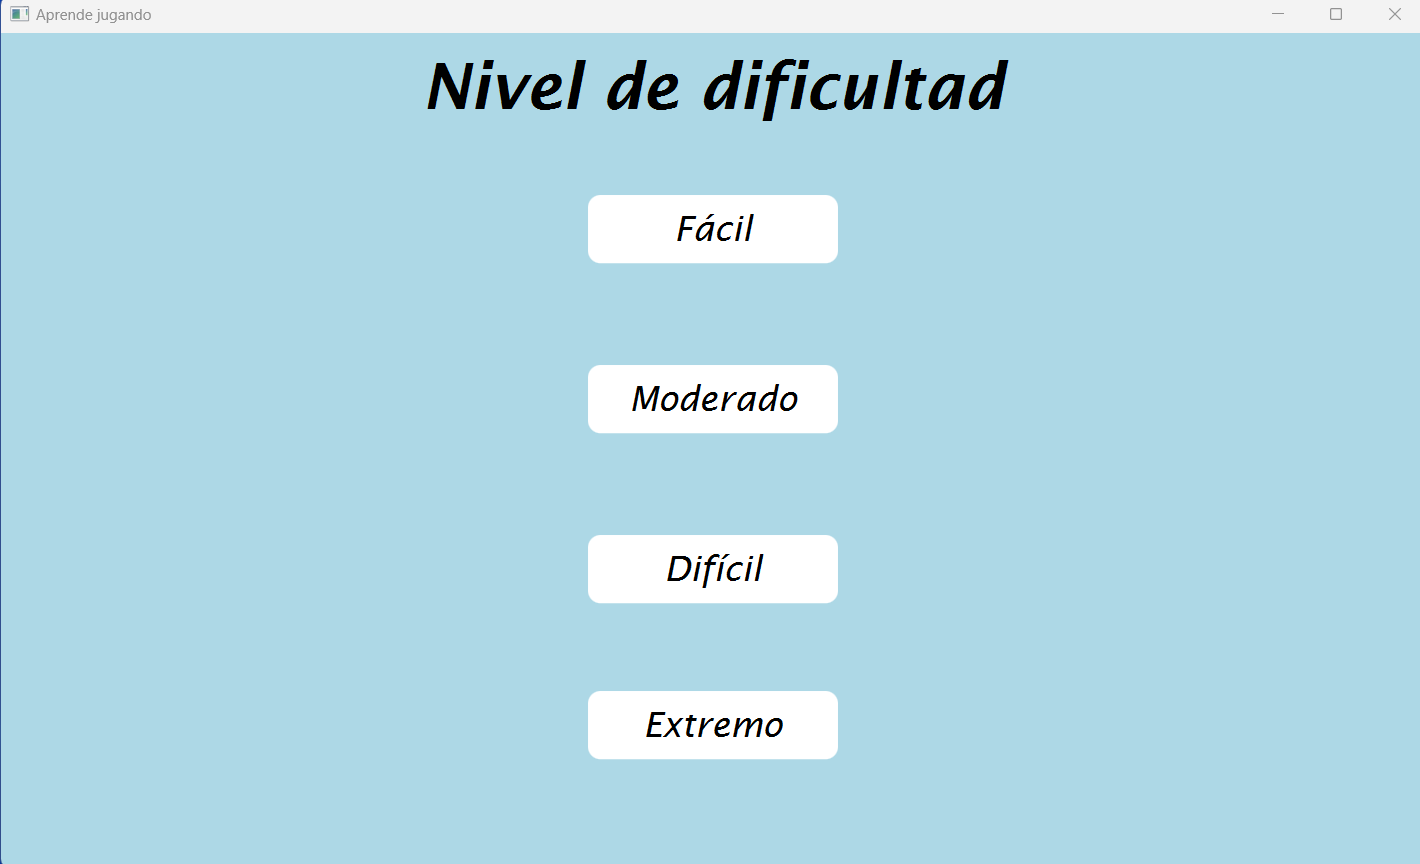 Aprende jugando
Nivel de dificultad
Fácil
Moderado
Difícil
Extremo